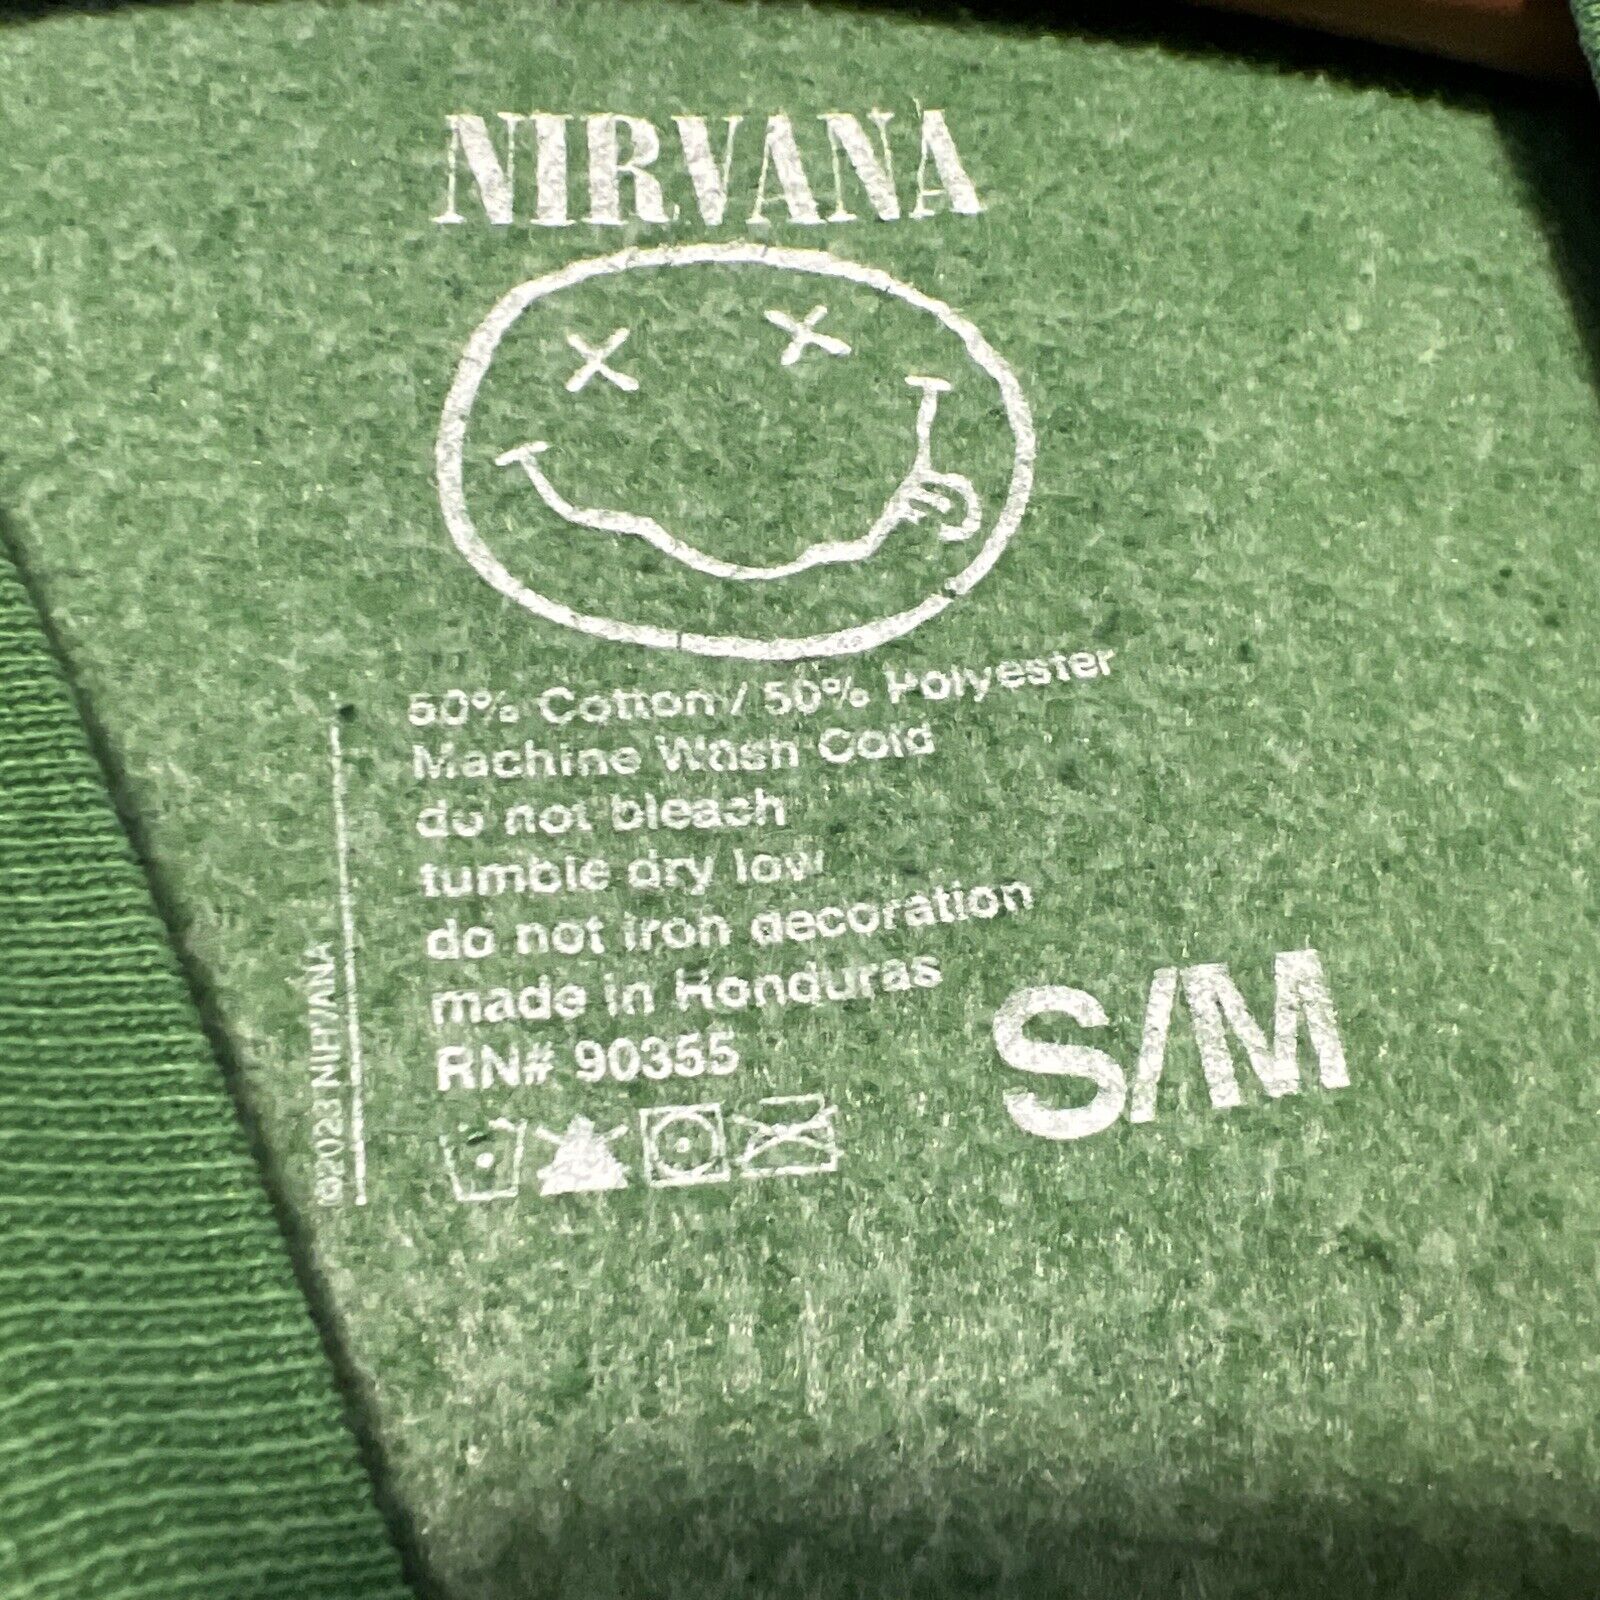 NIRVANA
50% Cotton / 50% Polyester
Machine Wash Cold
do not bleach
tumble dry low
do not iron decoration
made in Honduras
RN# 90355
S/M
©2023 NIRVANA